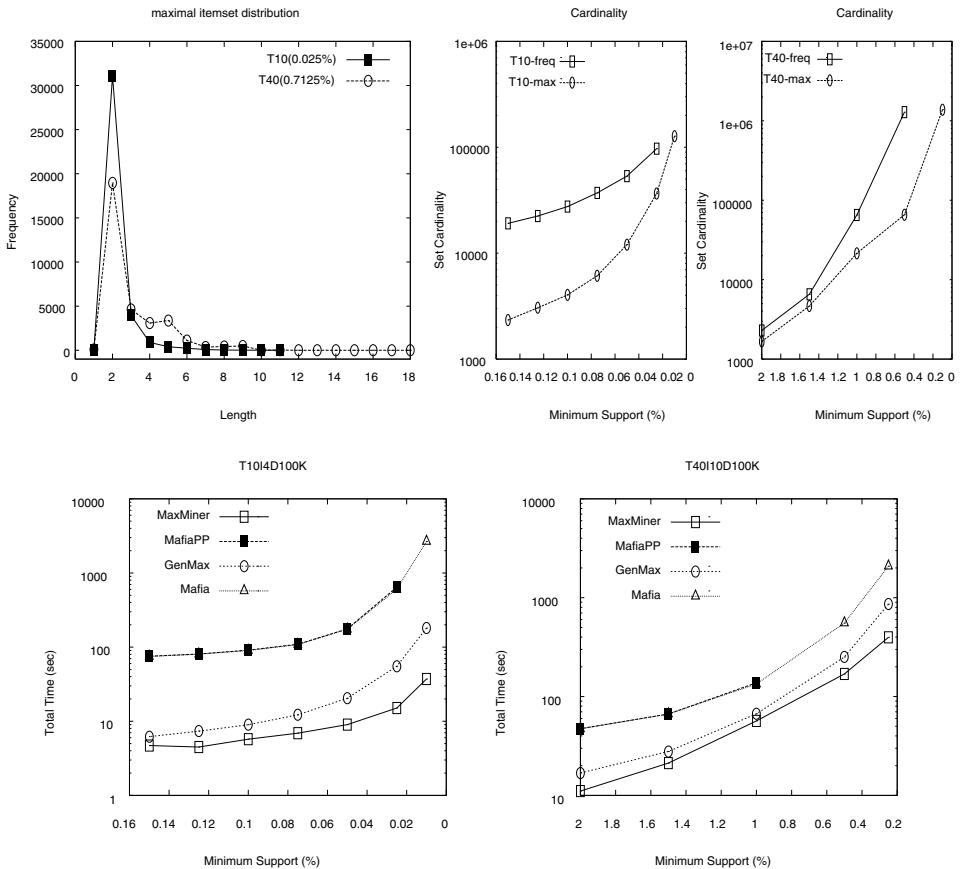 maximal itemset distribution
35000
30000
25000
20000
15000
10000
5000
0
Frequency
T10(0.025%)
T40(0.7125%)
0 2 4 6 8 10 12 14 16 18
Length
Cardinality
1e+06
100000
10000
1000
Set Cardinality
T10-freq
T10-max
0.16 0.14 0.12 0.1 0.08 0.06 0.04 0.02 0
Minimum Support (%)
Cardinality
1e+07
1e+06
100000
10000
1000
Set Cardinality
T40-freq
T40-max
2 1.8 1.6 1.4 1.2 1 0.8 0.6 0.4 0.2 0
Minimum Support (%)
T10I4D100K
10000
1000
100
10
1
Total Time (sec)
MaxMiner
MafiaPP
GenMax
Mafia
0.16 0.14 0.12 0.1 0.08 0.06 0.04 0.02 0
Minimum Support (%)
T40I10D100K
10000
1000
100
10
Total Time (sec)
MaxMiner
MafiaPP
GenMax
Mafia
2 1.8 1.6 1.4 1.2 1 0.8 0.6 0.4 0.2
Minimum Support (%)